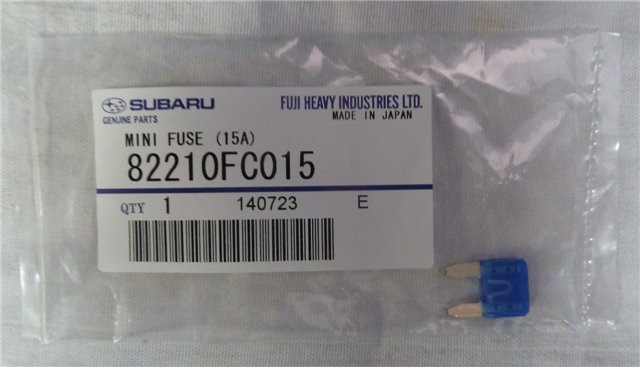 SUBARU
GENUINE PARTS
FUJI HEAVY INDUSTRIES LTD.
MADE IN JAPAN
MINI FUSE (15A)
82210FC015
QTY 1 140723 E